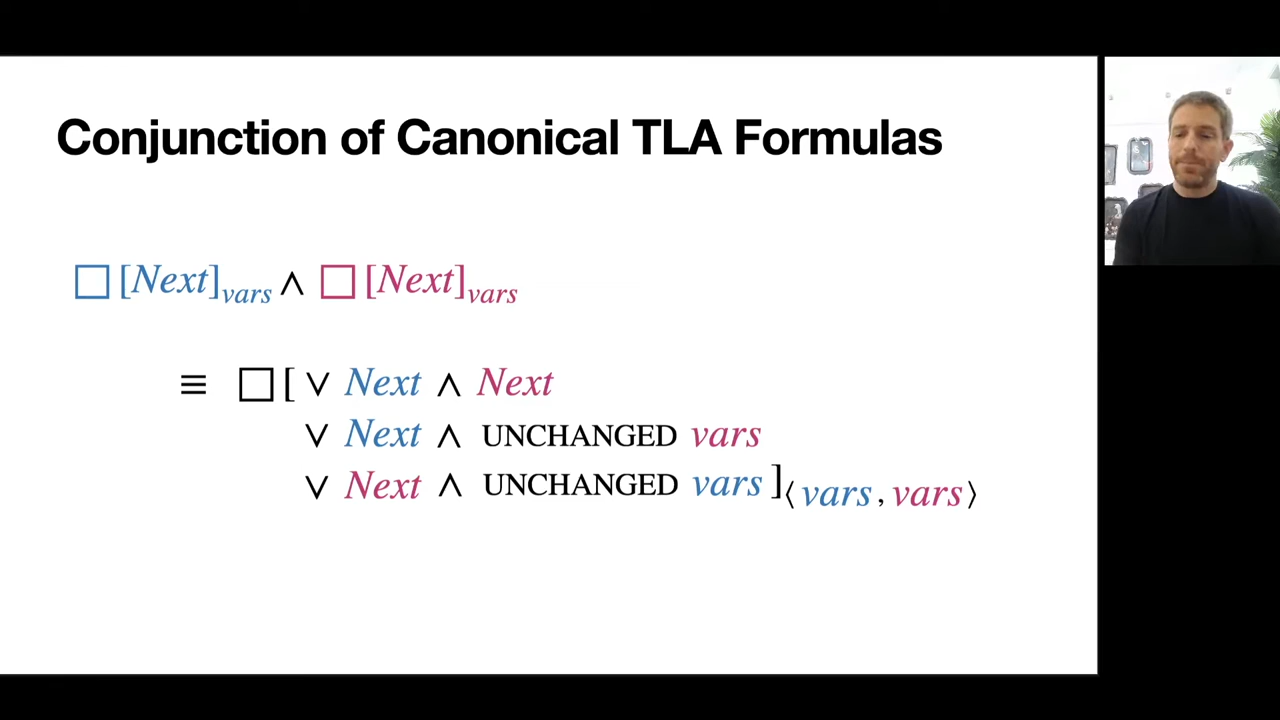 Conjunction of Canonical TLA Formulas
□[Next]vars ∧ □[Next]vars
≡ □[ ∨ Next ∧ Next
∨ Next ∧ UNCHANGED vars
∨ Next ∧ UNCHANGED vars ]⟨vars, vars⟩